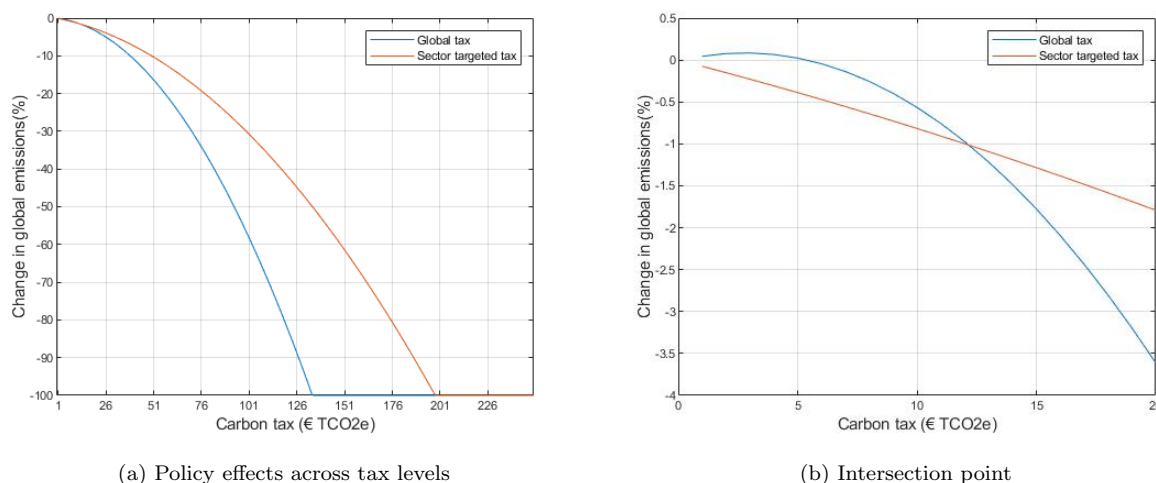 0
-10
-20
-30
-40
-50
-60
-70
-80
-90
-100
Change in global emissions(%)
Global tax
Sector targeted tax
1 26 51 76 101 126 151 176 201 226
Carbon tax (€ TCO2e)
(a) Policy effects across tax levels
0.5
0
-0.5
-1
-1.5
-2
-2.5
-3
-3.5
-4
Change in global emissions(%)
Global tax
Sector targeted tax
0 5 10 15 20
Carbon tax (€ TCO2e)
(b) Intersection point